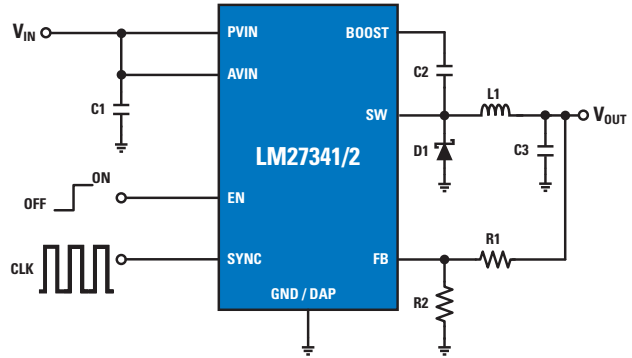 VIN
PVIN
BOOST
C2
AVIN
C1
L1
SW
VOUT
D1
C3
LM27341/2
ON
OFF
EN
CLK
SYNC
FB
R1
R2
GND / DAP